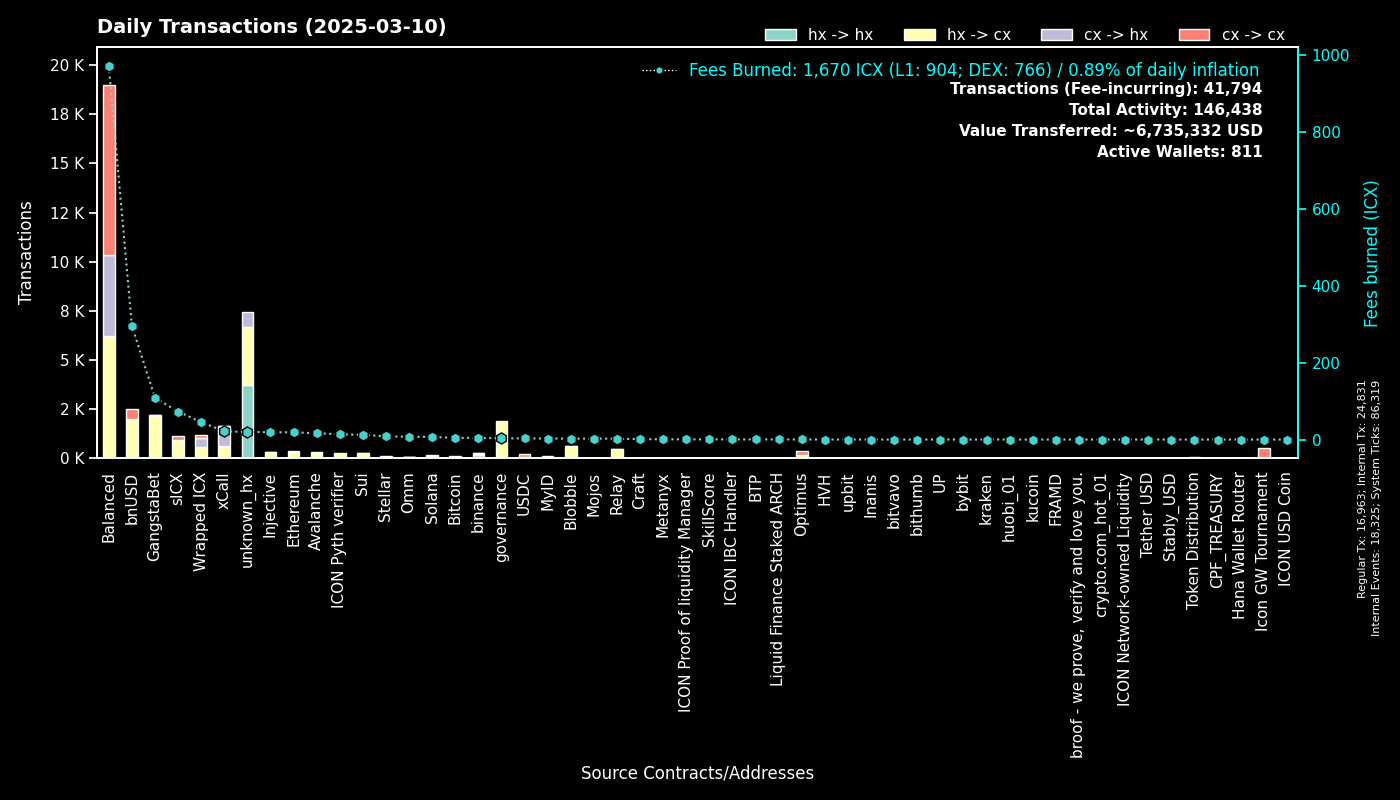 Daily Transactions (2025-03-10)
hx -> hx
hx -> cx
cx -> hx
cx -> cx
Fees Burned: 1,670 ICX (L1: 904; DEX: 766) / 0.89% of daily inflation
Transactions (Fee-incurring): 41,794
Total Activity: 146,438
Value Transferred: ~6,735,332 USD
Active Wallets: 811
Transactions
20 K
18 K
15 K
12 K
10 K
8 K
5 K
2 K
0 K
1000
800
600
400
200
0
Fees burned (ICX)
Regular Tx: 16,963; Internal Tx: 24,831
Internal Events: 18,325; System Ticks: 86,319
Balanced
bnUSD
GangstaBet
sICX
Wrapped ICX
xCall
unknown_hx
Injective
Ethereum
Avalanche
ICON Pyth verifier
Sui
Stellar
Omm
Solana
Bitcoin
binance
governance
USDC
MyID
Blobble
Mojos
Relay
Craft
Metanyx
ICON Proof of liquidity Manager
SkillScore
ICON IBC Handler
BTP
Liquid Finance Staked ARCH
Optimus
HVH
upbit
Inanis
bitvavo
bithumb
UP
bybit
kraken
huobi_01
kucoin
FRAMD
broof - we prove, verify and love you.
crypto.com_hot_01
ICON Network-owned Liquidity
Tether USD
Stably_USD
Token Distribution
CPF_TREASURY
Hana Wallet Router
Icon GW Tournament
ICON USD Coin
Source Contracts/Addresses